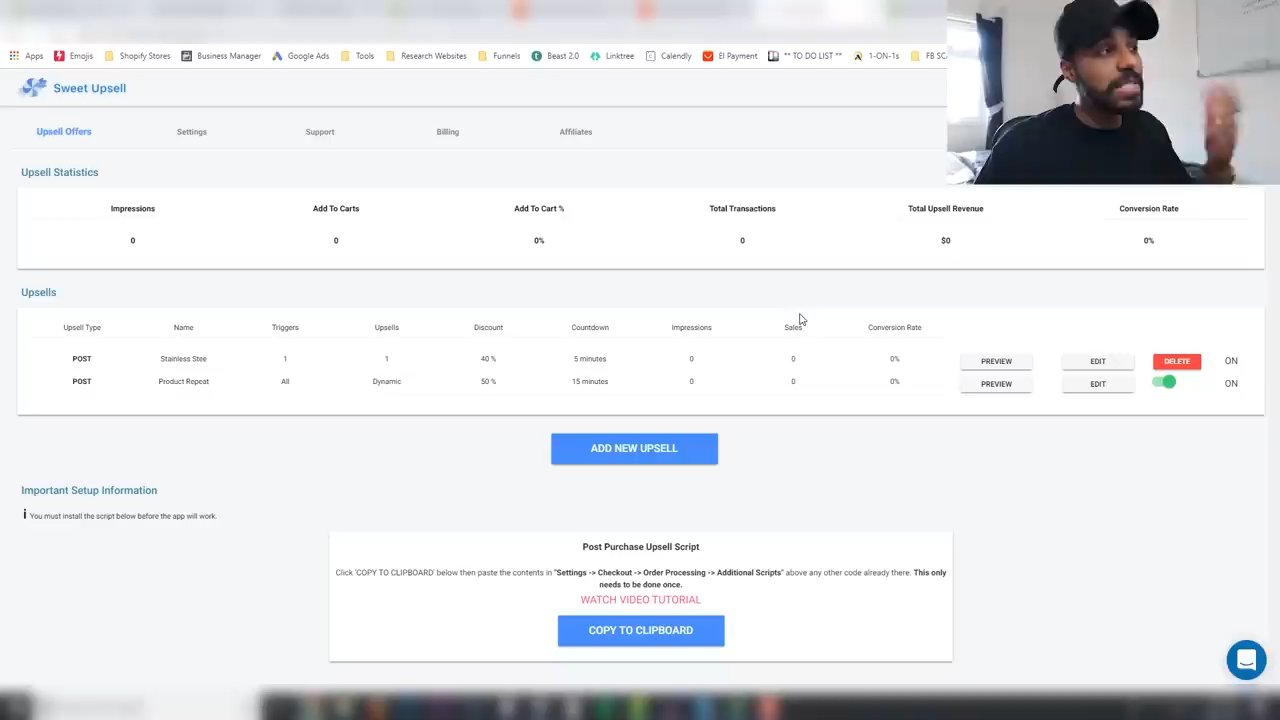 Apps Emojis Shopify Stores Business Manager Google Ads Tools Research Websites Funnels Beast 2.0 Linktree Calendly EI Payment ** TO DO LIST ** 1-ON-1s FB SCA
Sweet Upsell
Upsell Offers Settings Support Billing Affiliates
Upsell Statistics
Impressions Add To Carts Add To Cart % Total Transactions Total Upsell Revenue Conversion Rate
0 0 0% 0 $0 0%
Upsells
Upsell Type Name Triggers Upsells Discount Countdown Impressions Sales Conversion Rate
POST Stainless Stee 1 1 40 % 5 minutes 0 0 0% PREVIEW EDIT DELETE ON
POST Product Repeat All Dynamic 50 % 15 minutes 0 0 0% PREVIEW EDIT ON
ADD NEW UPSELL
Important Setup Information
i You must install the script below before the app will work.
Post Purchase Upsell Script
Click 'COPY TO CLIPBOARD' below then paste the contents in "Settings -> Checkout -> Order Processing -> Additional Scripts" above any other code already there. This only
needs to be done once.
WATCH VIDEO TUTORIAL
COPY TO CLIPBOARD